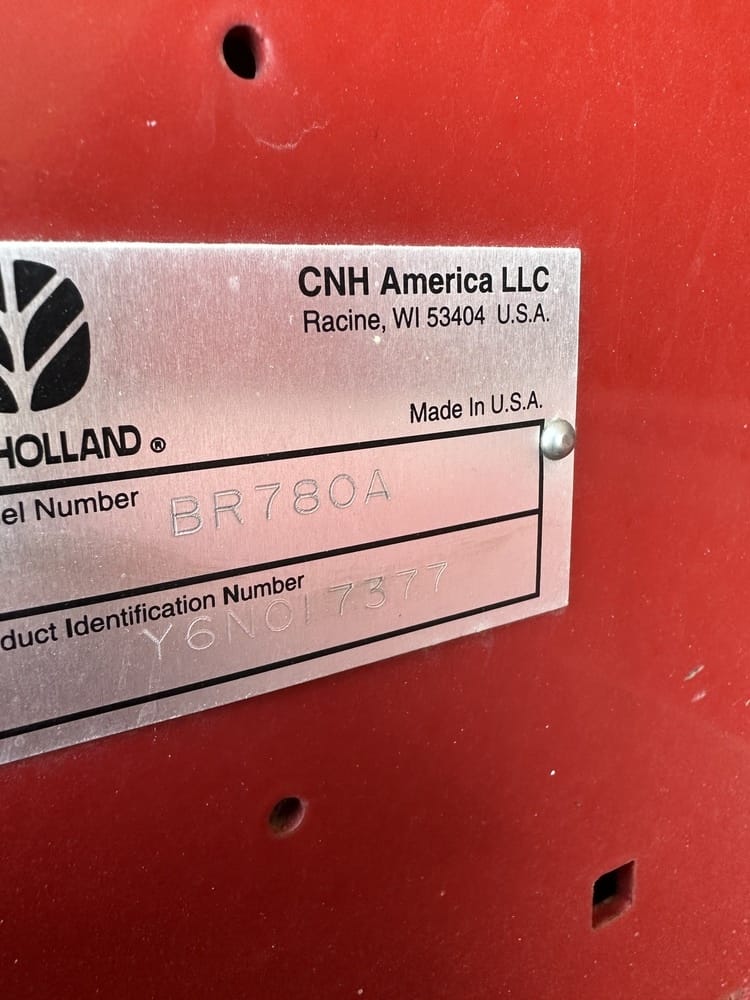 CNH America LLC
Racine, WI 53404 U.S.A.
Made In U.S.A.
HOLLAND ®
el Number BR780A
duct Identification Number
Y6N017377